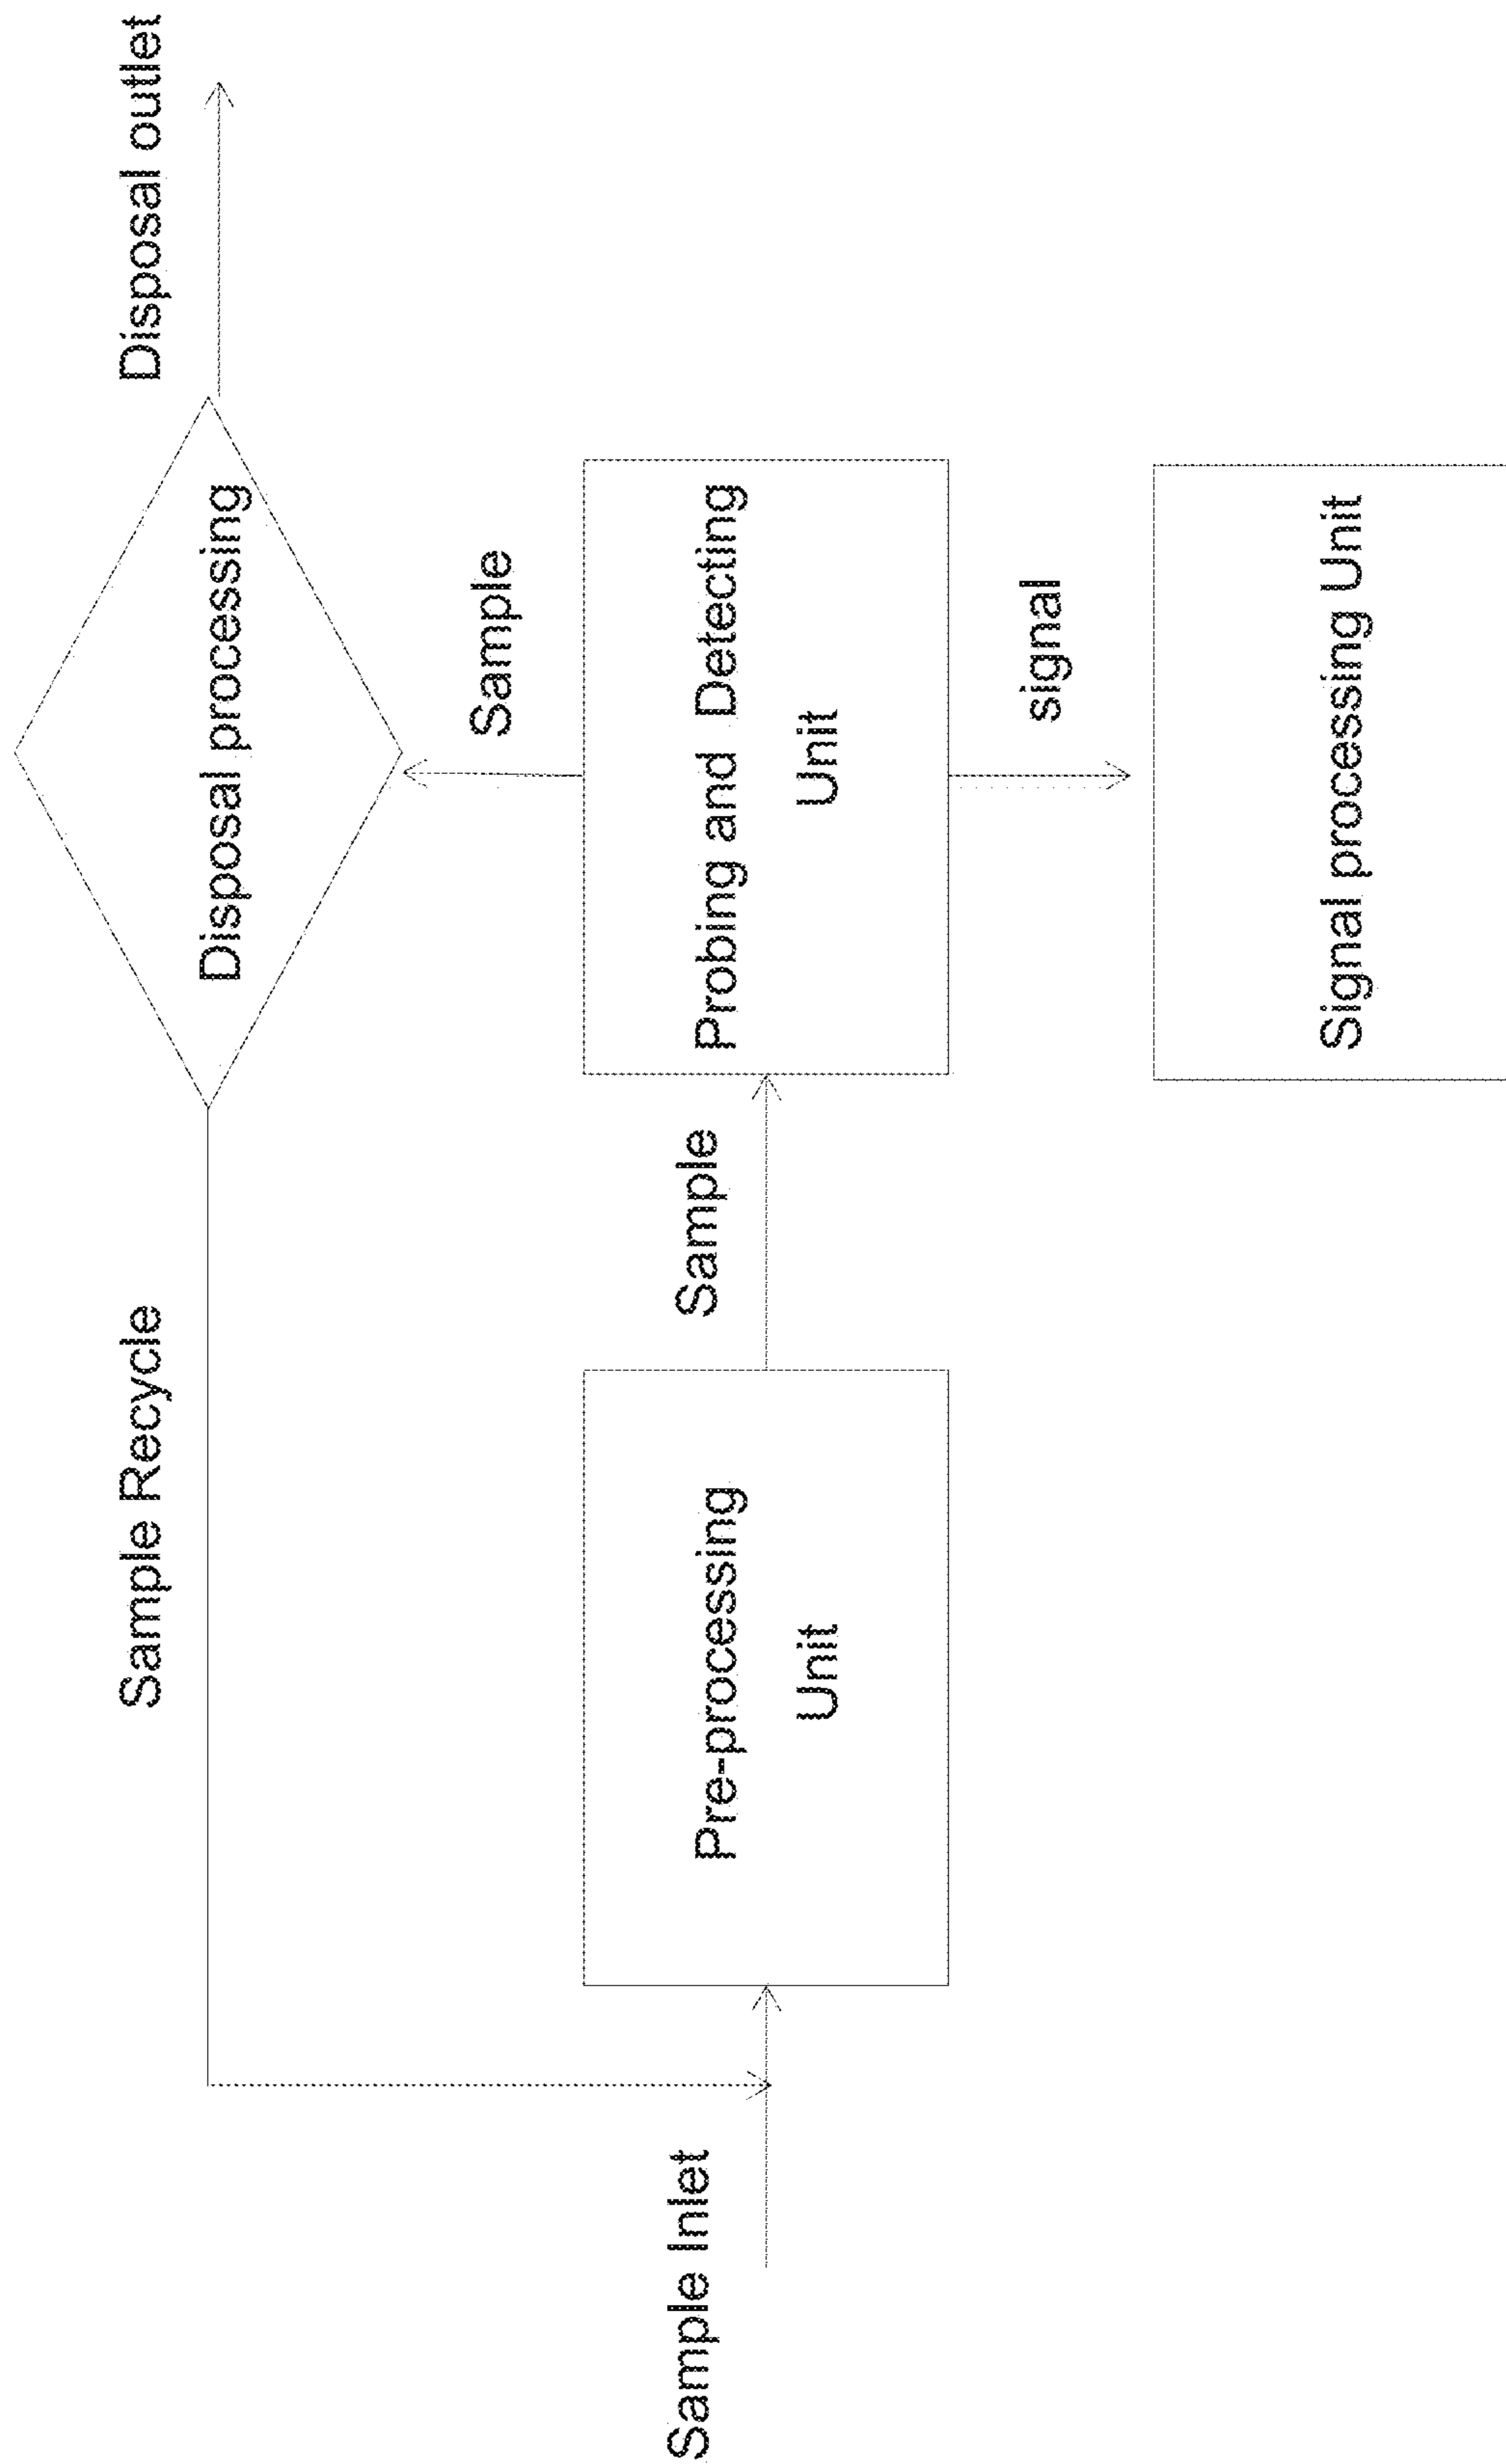 Sample Recycle
Disposal outlet
Disposal processing
Sample
Sample Inlet
Pre-processing
Unit
Sample
Probing and Detecting
Unit
signal
Signal processing Unit